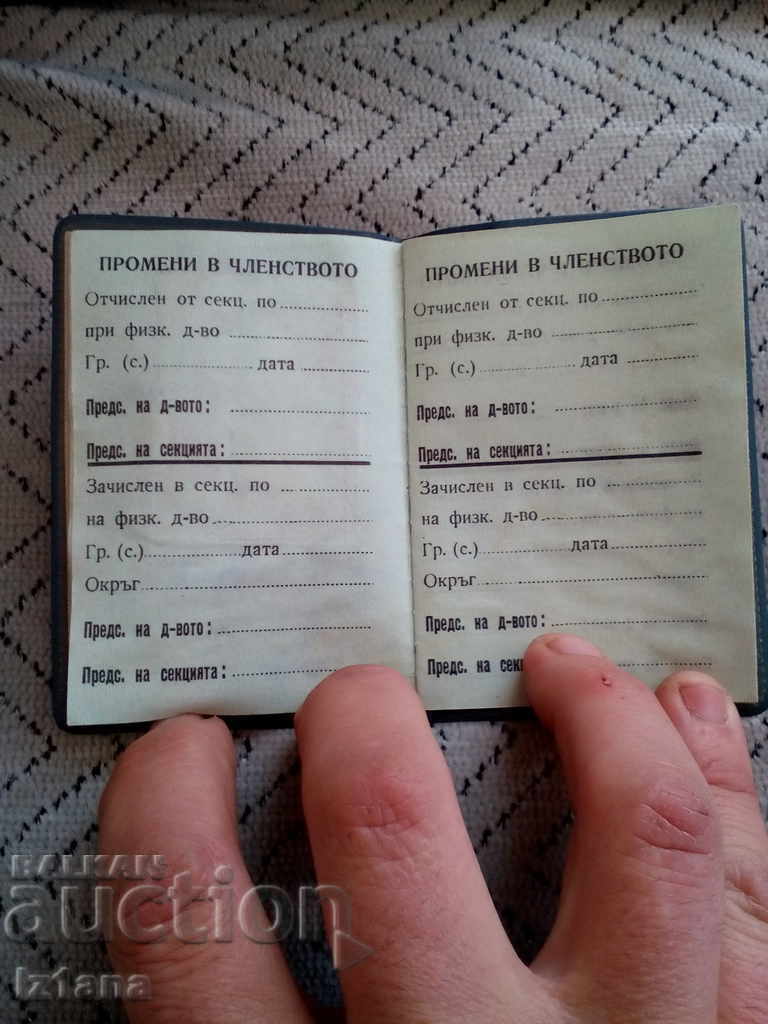 ПРОМЕНИ В ЧЛЕНСТВОТО
Отчислен от секц. по
при физк. д-во
Гр. (с.) дата
Предс. на д-вото:
Предс. на секцията:
Зачислен в секц. по
на физк. д-во
Гр. (с.) дата
Окръг
Предс. на д-вото:
Предс. на секцията:
ПРОМЕНИ В ЧЛЕНСТВОТО
Отчислен от секц. по
при физк. д-во
Гр. (с.) дата
Предс. на д-вото:
Предс. на секцията:
Зачислен в секц. по
на физк. д-во
Гр. (с.) дата
Окръг
Предс. на д-вото:
Предс. на
BALKAN
auction
Iz1ana